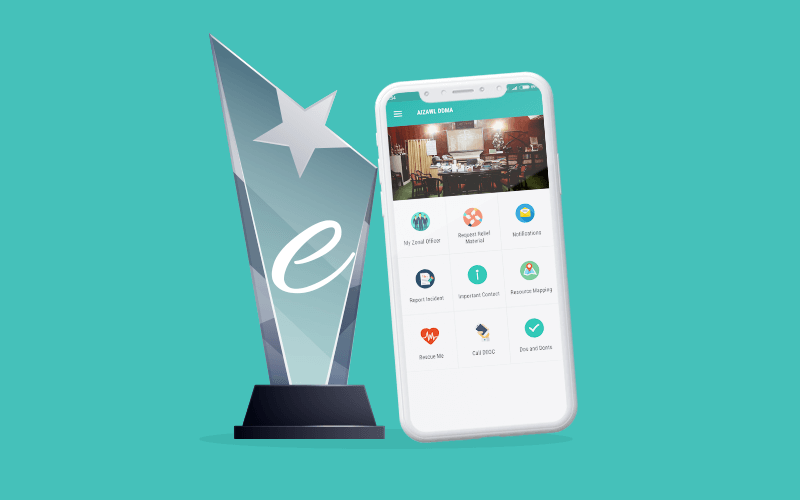 e
AIZAWL DDMA
My Zonal Officer
Request Relief
Material
Notifications
Report Incident
Important Contact
Resource Mapping
Rescue Me
Call DEOC
Dos and Donts